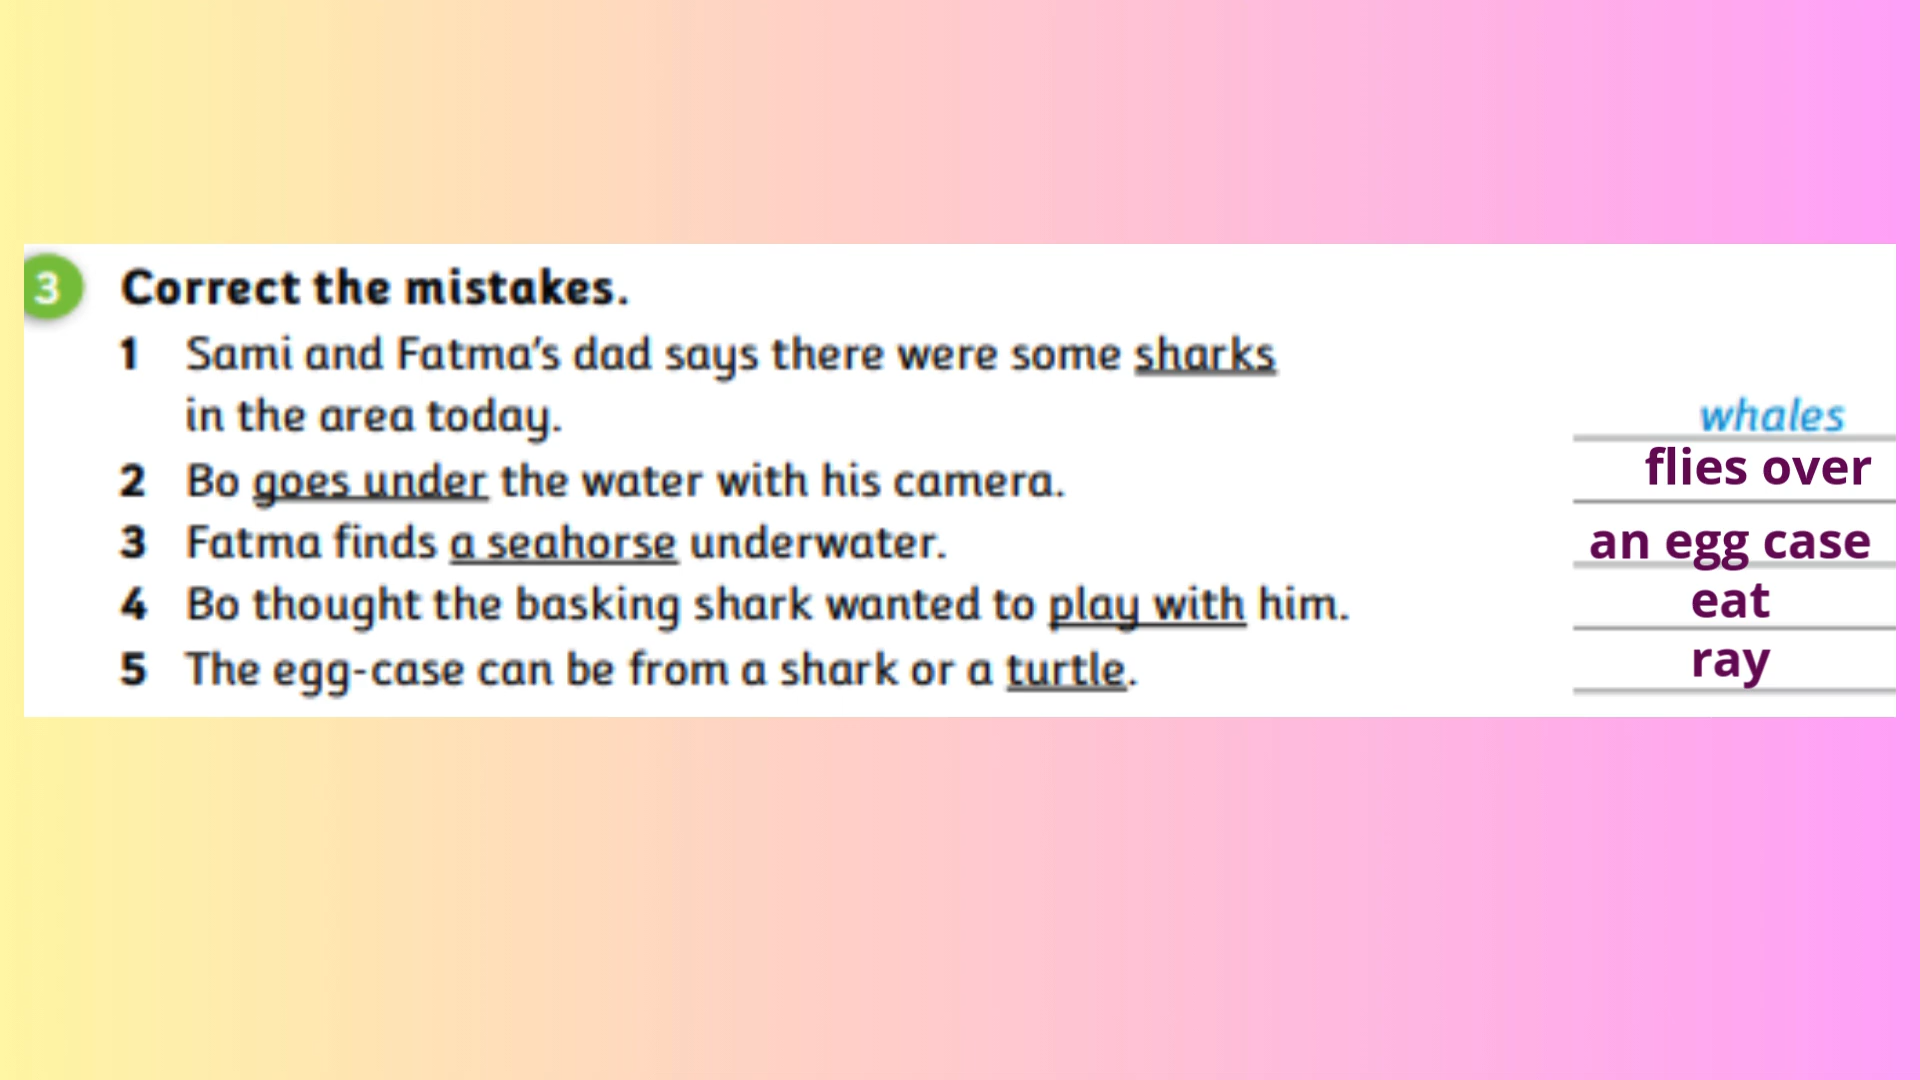 3 Correct the mistakes.
1 Sami and Fatma's dad says there were some sharks
in the area today. whales
2 Bo goes under the water with his camera. flies over
3 Fatma finds a seahorse underwater. an egg case
4 Bo thought the basking shark wanted to play with him. eat
5 The egg-case can be from a shark or a turtle. ray